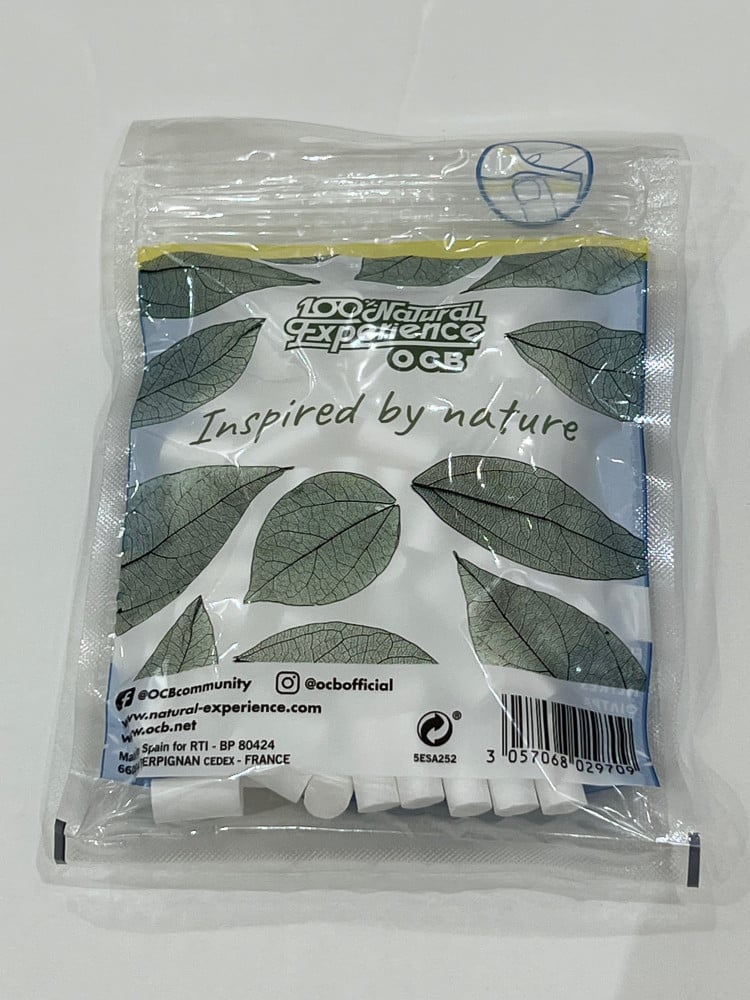 100% Natural
Experience
OCB
Inspired by nature
@OCBcommunity
@ocbofficial
www.natural-experience.com
www.ocb.net
Spain for RTI - BP 80424
PERPIGNAN CEDEX - FRANCE
®
5ESA252
3 057068 029709